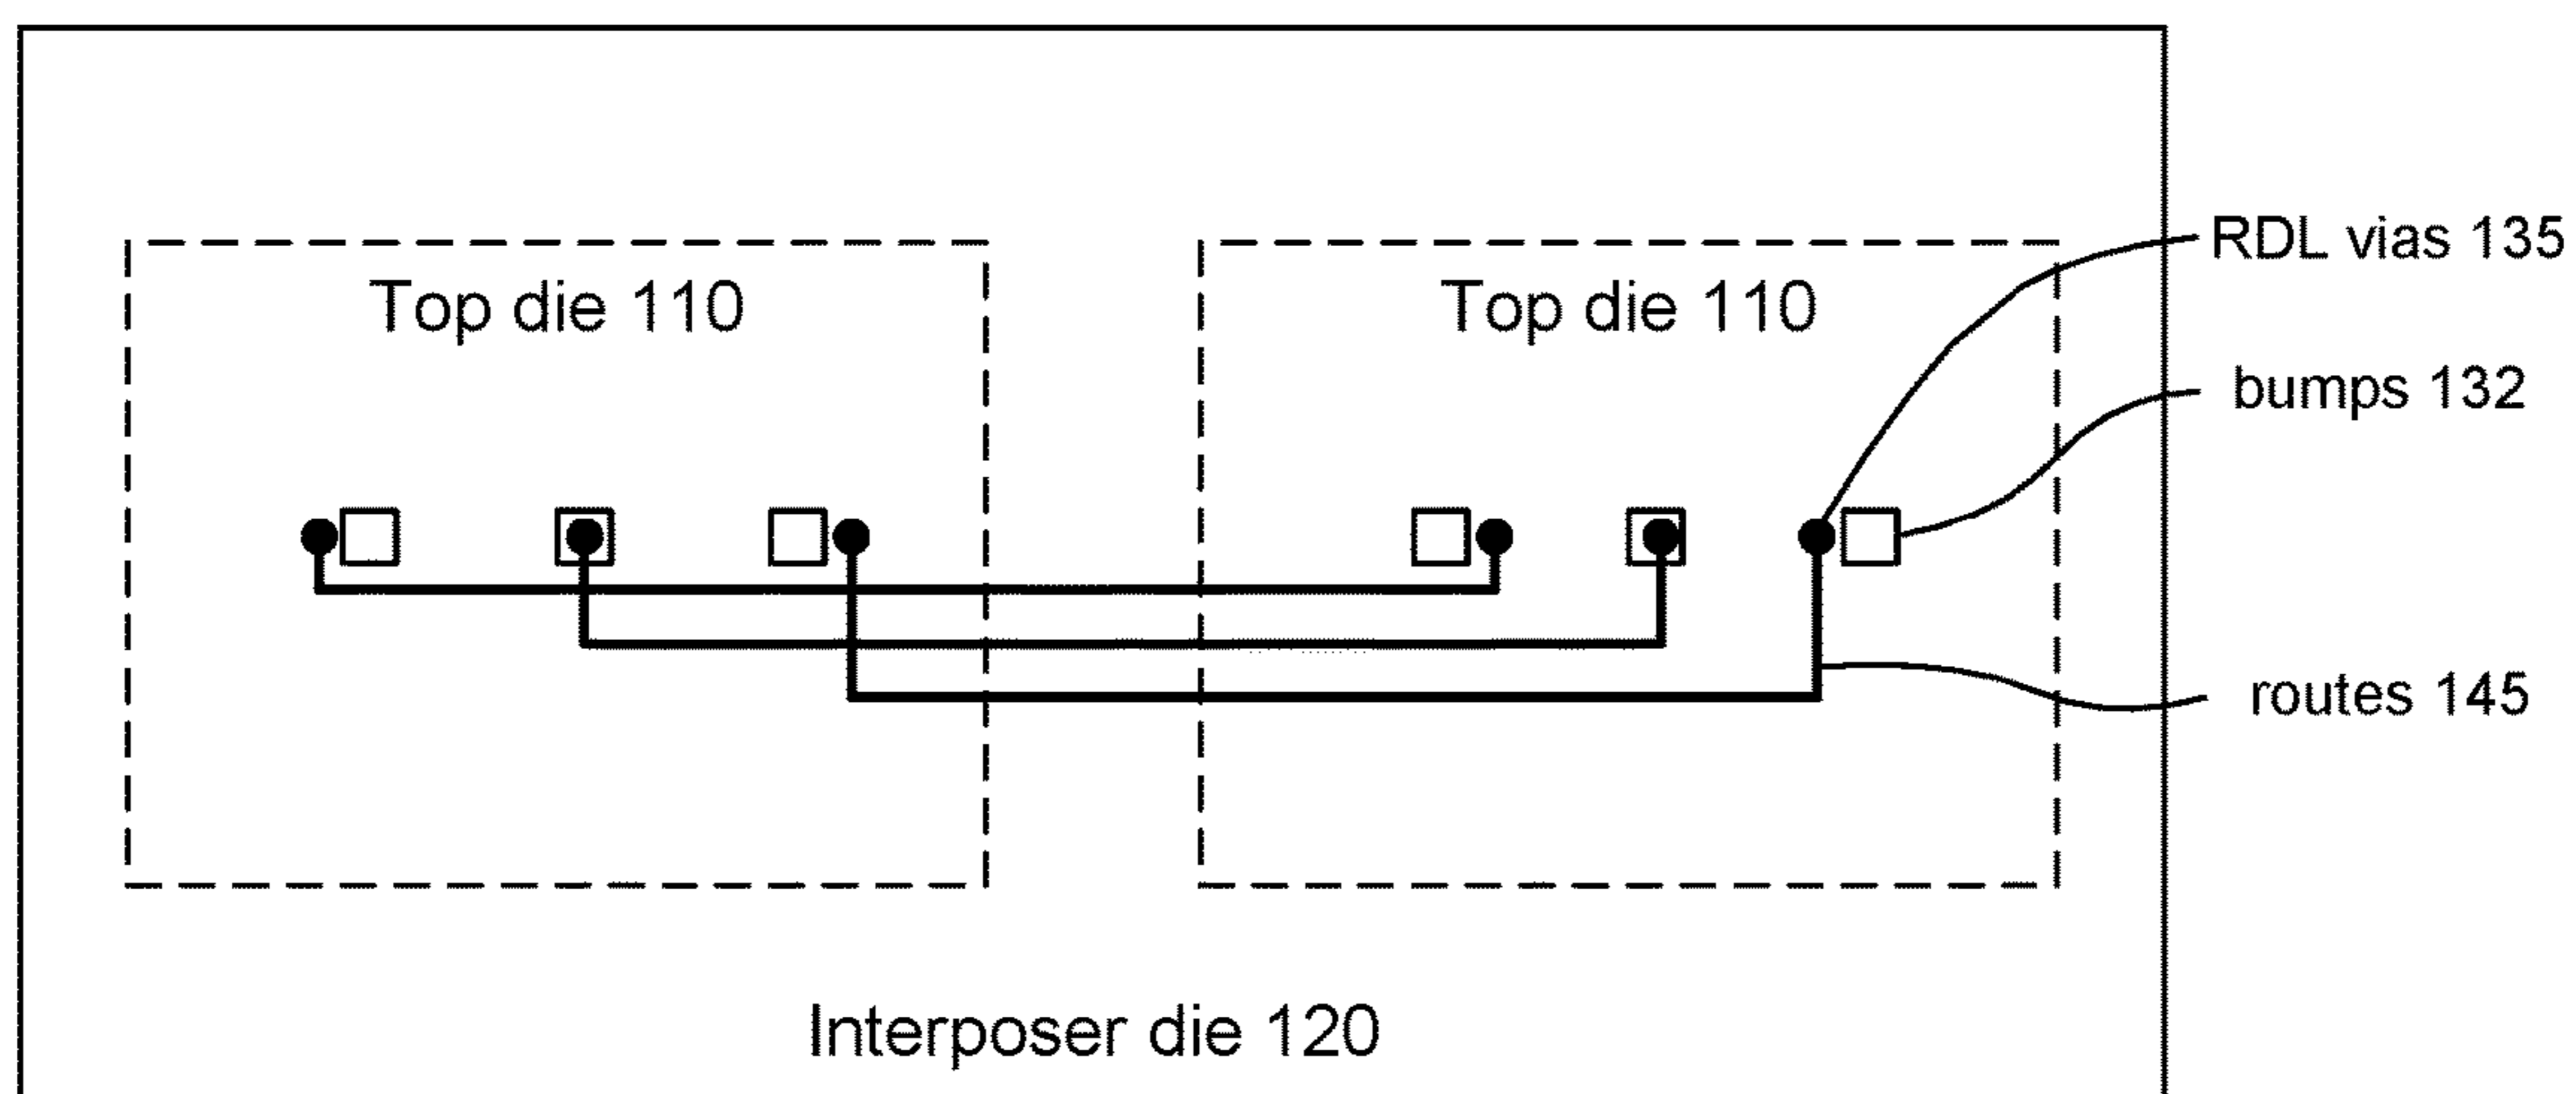 RDL vias 135
Top die 110
Top die 110
bumps 132
routes 145
Interposer die 120